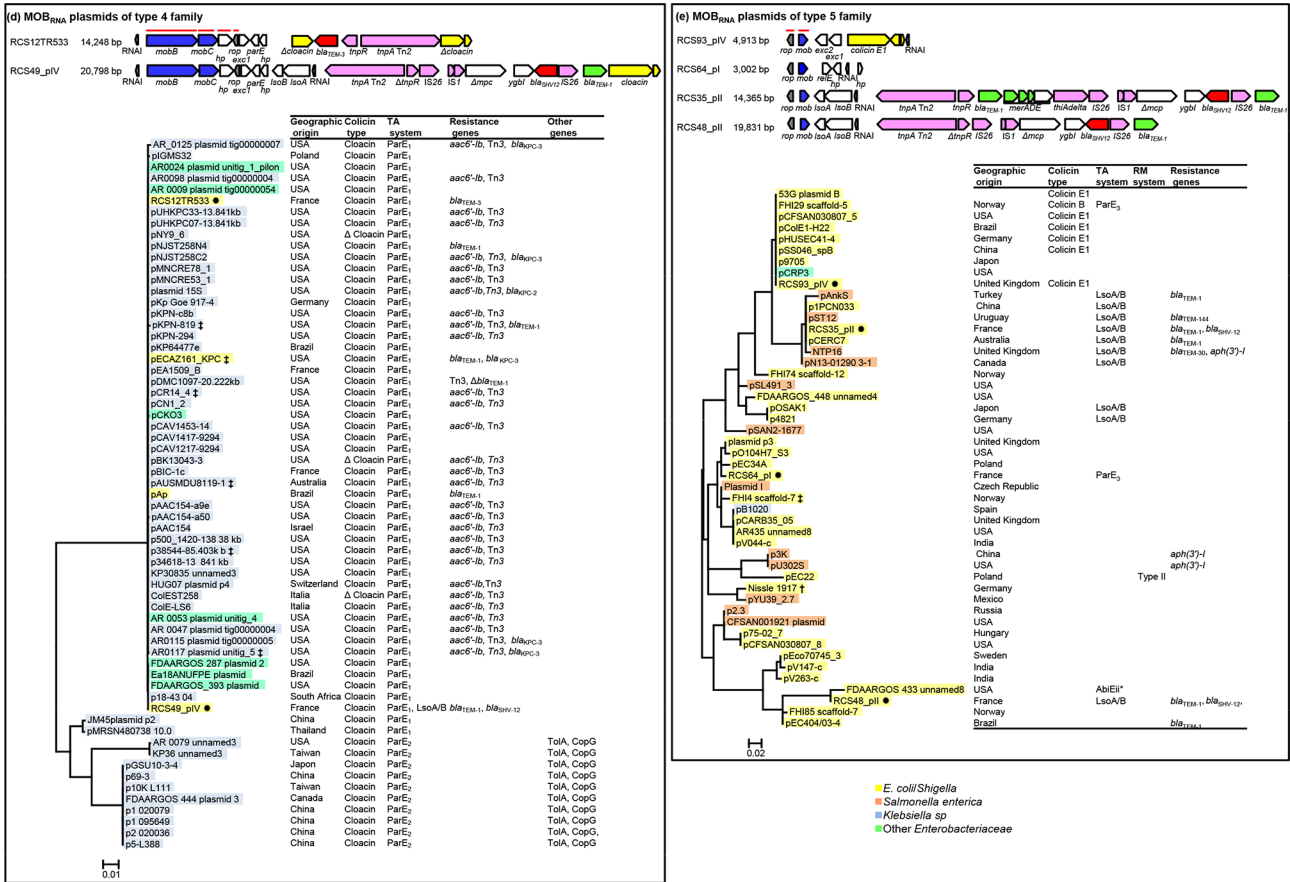 (d) MOBRNA plasmids of type 4 family
RCS12TR533 14,248 bp
RNAI mobB mobC hp rop exc1 parE hp Δcloacin blaTEM-3 tnpR tnpA Tn2 Δcloacin
RCS49_pIV 20,798 bp
RNAI mobB mobC hp rop exc1 parE hp lsoB lsoA RNAI tnpA Tn2 ΔtnpR IS26 IS1 Δmpc ygbI blaSHV12 IS26 blaTEM-1 cloacin
Geographic origin Colicin type TA system Resistance genes Other genes
AR_0125 plasmid tig00000007 USA Cloacin ParE1 aac6'-Ib, Tn3, blaKPC-3
pIGMS32 Poland Cloacin ParE1
AR0024 plasmid unitig_1_pilon USA Cloacin ParE1
AR0098 plasmid tig00000004 USA Cloacin ParE1 aac6'-Ib, Tn3
AR 0009 plasmid tig00000054 USA Cloacin ParE1
RCS12TR533 ● France Cloacin ParE1 blaTEM-3
pUHKPC33-13.841kb USA Cloacin ParE1 aac6'-Ib, Tn3
pUHKPC07-13.841kb USA Cloacin ParE1 aac6'-Ib, Tn3
pNY9_6 USA Δ Cloacin ParE1
pNJST258N4 USA Cloacin ParE1 blaTEM-1
pNJST258C2 USA Cloacin ParE1 aac6'-Ib, Tn3, blaKPC-3
pMNCRE78_1 USA Cloacin ParE1 aac6'-Ib, Tn3
pMNCRE53_1 USA Cloacin ParE1 aac6'-Ib, Tn3
plasmid 15S USA Cloacin ParE1 aac6'-Ib,Tn3, blaKPC-2
pKp Goe 917-4 Germany Cloacin ParE1
pKPN-c8b USA Cloacin ParE1 aac6'-Ib, Tn3
pKPN-819 ‡ USA Cloacin ParE1 aac6'-Ib, Tn3, blaTEM-1
pKPN-294 USA Cloacin ParE1 aac6'-Ib, Tn3
pKP64477e Brazil Cloacin ParE1
pECAZ161_KPC ‡ USA Cloacin ParE1 blaTEM-1, blaKPC-3
pEA1509_B France Cloacin ParE1
pDMC1097-20.222kb USA Cloacin ParE1 Tn3, ΔblaTEM-1
pCR14_4 ‡ USA Cloacin ParE1 aac6'-Ib, Tn3
pCN1_2 USA Cloacin ParE1 aac6'-Ib, Tn3
pCKO3 USA Cloacin ParE1
pCAV1453-14 USA Cloacin ParE1 aac6'-Ib, Tn3
pCAV1417-9294 USA Cloacin ParE1
pCAV1217-9294 USA Cloacin ParE1
pBK13043-3 USA Δ Cloacin ParE1 aac6'-Ib, Tn3
pBIC-1c France Cloacin ParE1 aac6'-Ib, Tn3
pAUSMDU8119-1 ‡ Australia Cloacin ParE1 aac6'-Ib, Tn3
pAp Brazil Cloacin ParE1 blaTEM-1
pAAC154-a9e USA Cloacin ParE1 aac6'-Ib, Tn3
pAAC154-a50 USA Cloacin ParE1 aac6'-Ib, Tn3
pAAC154 Israel Cloacin ParE1 aac6'-Ib, Tn3
p500_1420-138 38 kb USA Cloacin ParE1 aac6'-Ib, Tn3
p38544-85.403k b ‡ USA Cloacin ParE1 aac6'-Ib, Tn3
p34618-13 841 kb USA Cloacin ParE1 aac6'-Ib, Tn3
KP30835 unnamed3 USA Cloacin ParE1
HUG07 plasmid p4 Switzerland Cloacin ParE1 aac6'-Ib,Tn3
ColEST258 Italia Δ Cloacin ParE1 aac6'-Ib, Tn3
ColE-LS6 Italia Cloacin ParE1 aac6'-Ib, Tn3
AR 0053 plasmid unitig_4 USA Cloacin ParE1 aac6'-Ib, Tn3
AR 0047 plasmid tig00000004 USA Cloacin ParE1 aac6'-Ib, Tn3
AR0115 plasmid tig00000005 USA Cloacin ParE1 aac6'-Ib, Tn3, blaKPC-3
AR0117 plasmid unitig_5 ‡ USA Cloacin ParE1 aac6'-Ib, Tn3, blaKPC-3
FDAARGOS 287 plasmid 2 USA Cloacin ParE1
Ea18ANUFPE plasmid Brazil Cloacin ParE1
FDAARGOS_393 plasmid USA Cloacin ParE1
p18-43 04 South Africa Cloacin ParE1
RCS49_pIV ● France Cloacin ParE1, LsoA/B blaTEM-1, blaSHV-12
JM45plasmid p2 China Cloacin ParE1
pMRSN480738 10.0 Thailand Cloacin ParE1
AR 0079 unnamed3 USA Cloacin ParE2 TolA, CopG
KP36 unnamed3 Taiwan Cloacin ParE2 TolA, CopG
pGSU10-3-4 Japon Cloacin ParE2 TolA, CopG
p69-3 China Cloacin ParE2 TolA, CopG
p10K L111 Taiwan Cloacin ParE2 TolA, CopG
FDAARGOS 444 plasmid 3 Canada Cloacin ParE2 TolA, CopG
p1 020079 China Cloacin ParE2 TolA, CopG
p1 095649 China Cloacin ParE2 TolA, CopG
p2 020036 China Cloacin ParE2 TolA, CopG,
p5-L388 China Cloacin ParE2 TolA, CopG
0.01
(e) MOBRNA plasmids of type 5 family
RCS93_pIV 4,913 bp
rop mob exc2 exc1 colicin E1 RNAI
RCS64_pI 3,002 bp
rop mob relE RNAI hp hp
RCS35_pII 14,365 bp
rop mob lsoA lsoB RNAI tnpA Tn2 tnpR blaTEM-1 merADE thiAdelta IS26 IS1 Δmcp ygbI blaSHV12 IS26 blaTEM-1
RCS48_pII 19,831 bp
rop mob lsoA lsoB RNAI tnpA Tn2 ΔtnpR IS26 IS1 Δmcp ygbI blaSHV12 IS26 blaTEM-1
Geographic origin Colicin type TA system RM system Resistance genes
53G plasmid B Colicin E1
FHI29 scaffold-5 Norway Colicin B ParE3
pCFSAN030807_5 USA Colicin E1
pColE1-H22 Brazil Colicin E1
pHUSEC41-4 Germany Colicin E1
pSS046_spB China Colicin E1
p9705 Japon
pCRP3 USA
RCS93_pIV ● United Kingdom Colicin E1
pAnkS Turkey LsoA/B blaTEM-1
p1PCN033 China LsoA/B
pST12 Uruguay LsoA/B blaTEM-144
RCS35_pII ● France LsoA/B blaTEM-1, blaSHV-12
pCERC7 Australia LsoA/B blaTEM-1
NTP16 United Kingdom LsoA/B blaTEM-30, aph(3')-I
pN13-01290 3-1 Canada LsoA/B
FHI74 scaffold-12 Norway
pSL491_3 USA
FDAARGOS_448 unnamed4 USA
pOSAK1 Japon LsoA/B
p4821 Germany LsoA/B
pSAN2-1677 USA
plasmid p3 United Kingdom
pO104H7_S3 USA
pEC34A Poland
RCS64_pI ● France ParE3
Plasmid I Czech Republic
FHI4 scaffold-7 ‡ Norway
pB1020 Spain
pCARB35_05 United Kingdom
AR435 unnamed8 USA
pV044-c India
p3K China aph(3')-I
pU302S USA aph(3')-I
pEC22 Poland Type II
Nissle 1917 † Germany
pYU39_2.7 Mexico
p2.3 Russia
CFSAN001921 plasmid USA
p75-02_7 Hungary
pCFSAN030807_8 USA
pEco70745_3 Sweden
pV147-c India
pV263-c India
FDAARGOS 433 unnamed8 USA AbiEii*
RCS48_pII ● France LsoA/B blaTEM-1, blaSHV-12,
FHI85 scaffold-7 Norway
pEC404/03-4 Brazil blaTEM-1
0.02
E. coli/Shigella
Salmonella enterica
Klebsiella sp
Other Enterobacteriaceae